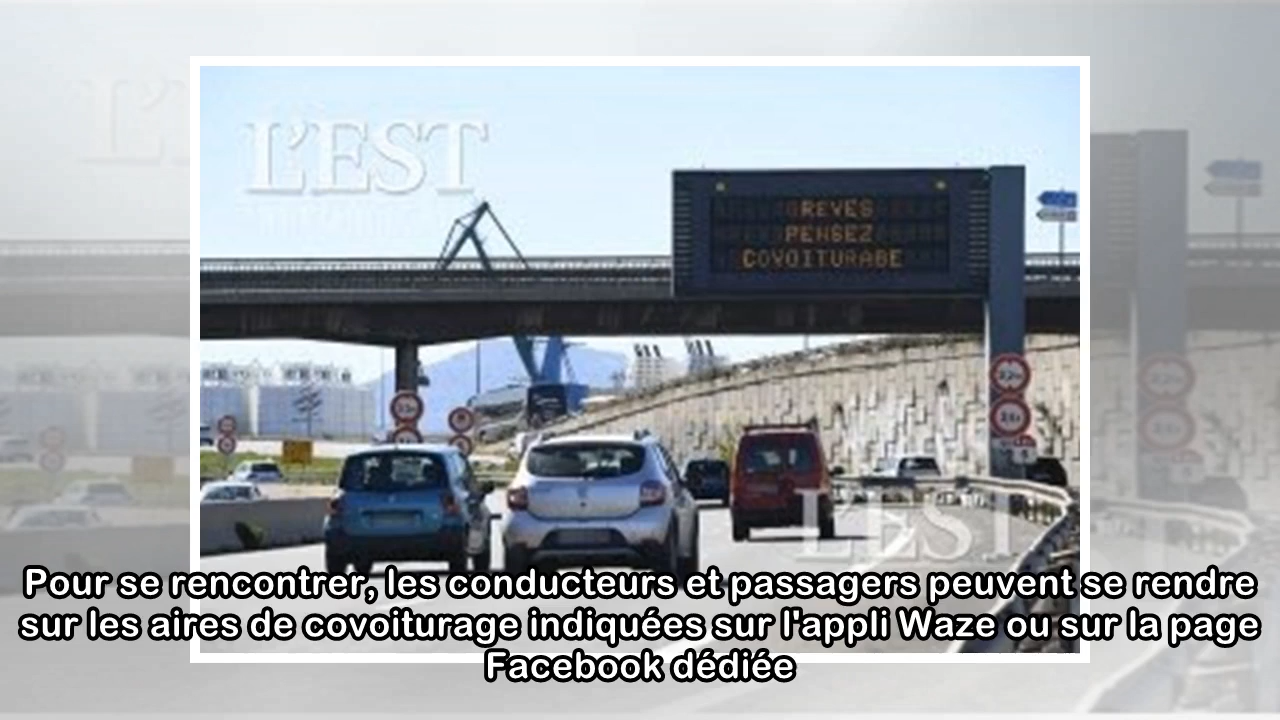 L'EST
GREVES
PENSEZ
COVOITURAGE
L'EST
Pour se rencontrer, les conducteurs et passagers peuvent se rendre
sur les aires de covoiturage indiquées sur l'appli Waze ou sur la page
Facebook dédiée